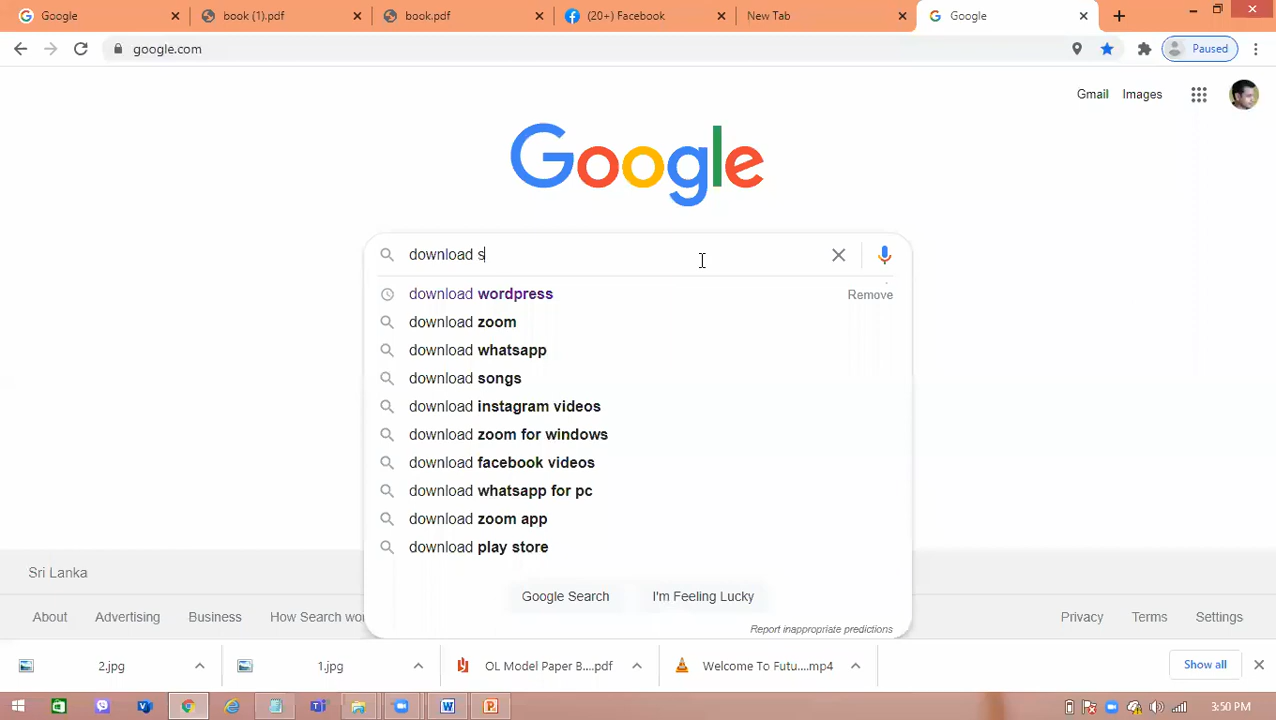 Google
book (1).pdf
book.pdf
(20+) Facebook
New Tab
Google
google.com
Paused
Gmail
Images
Google
download s
download wordpress
Remove
download zoom
download whatsapp
download songs
download instagram videos
download zoom for windows
download facebook videos
download whatsapp for pc
download zoom app
download play store
Google Search
I'm Feeling Lucky
Report inappropriate predictions
Sri Lanka
About
Advertising
Business
How Search wor
Privacy
Terms
Settings
2.jpg
1.jpg
OL Model Paper B....pdf
Welcome To Futu....mp4
Show all
3:50 PM